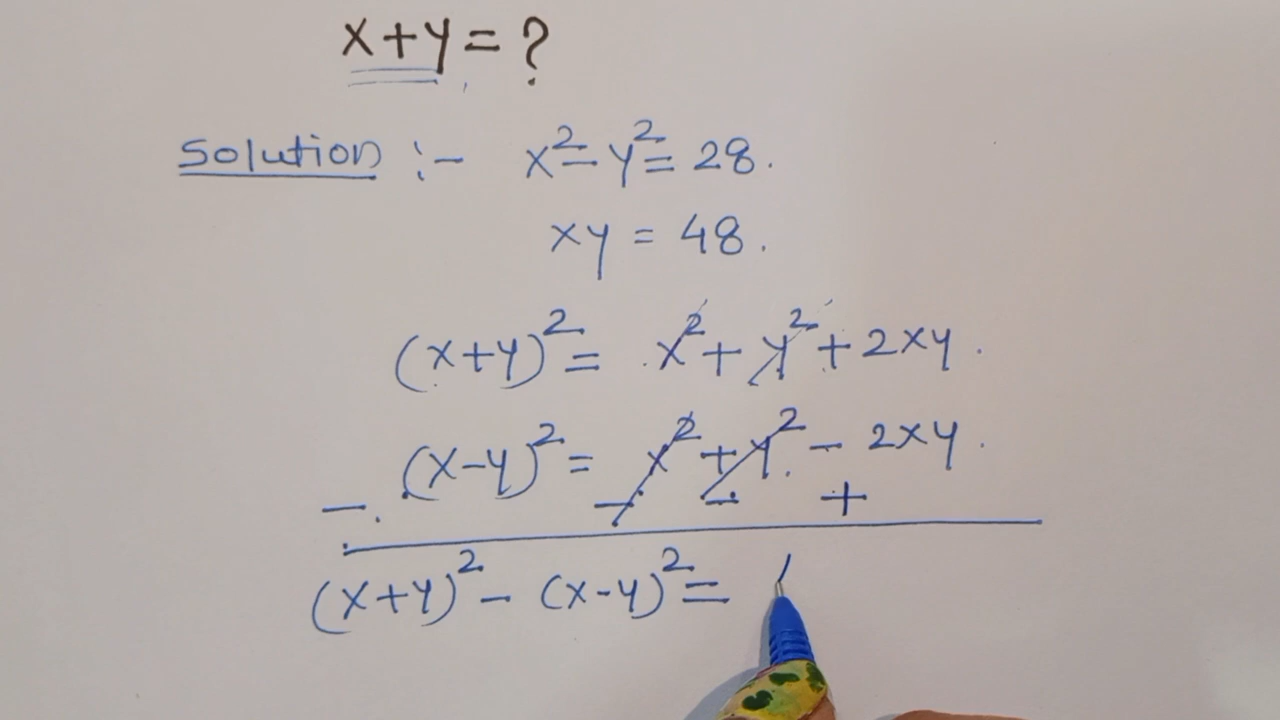 x+y = ?
Solution :- x² - y² = 28.
xy = 48.
(x+y)² = x² + y² + 2xy.
(x-y)² = x² + y² - 2xy.
- - - +
(x+y)² - (x-y)² =